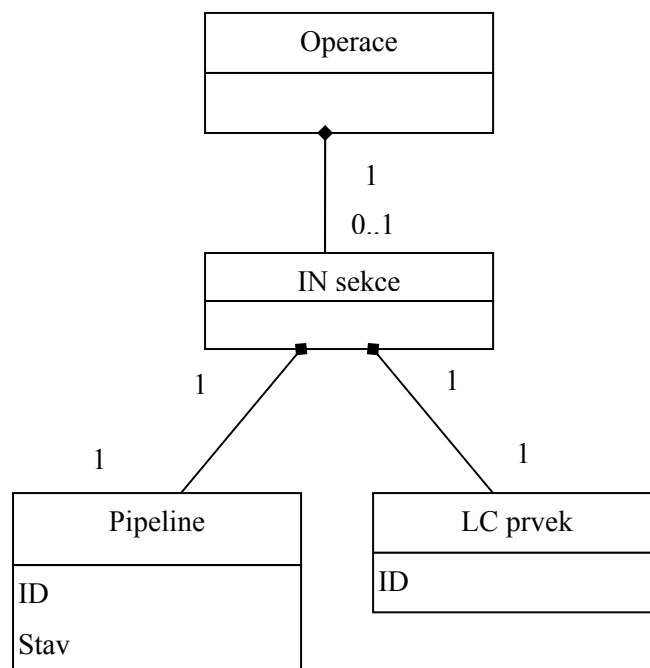 Operace
1
0..1
IN sekce
1
1
1
1
Pipeline
LC prvek
ID
ID
Stav